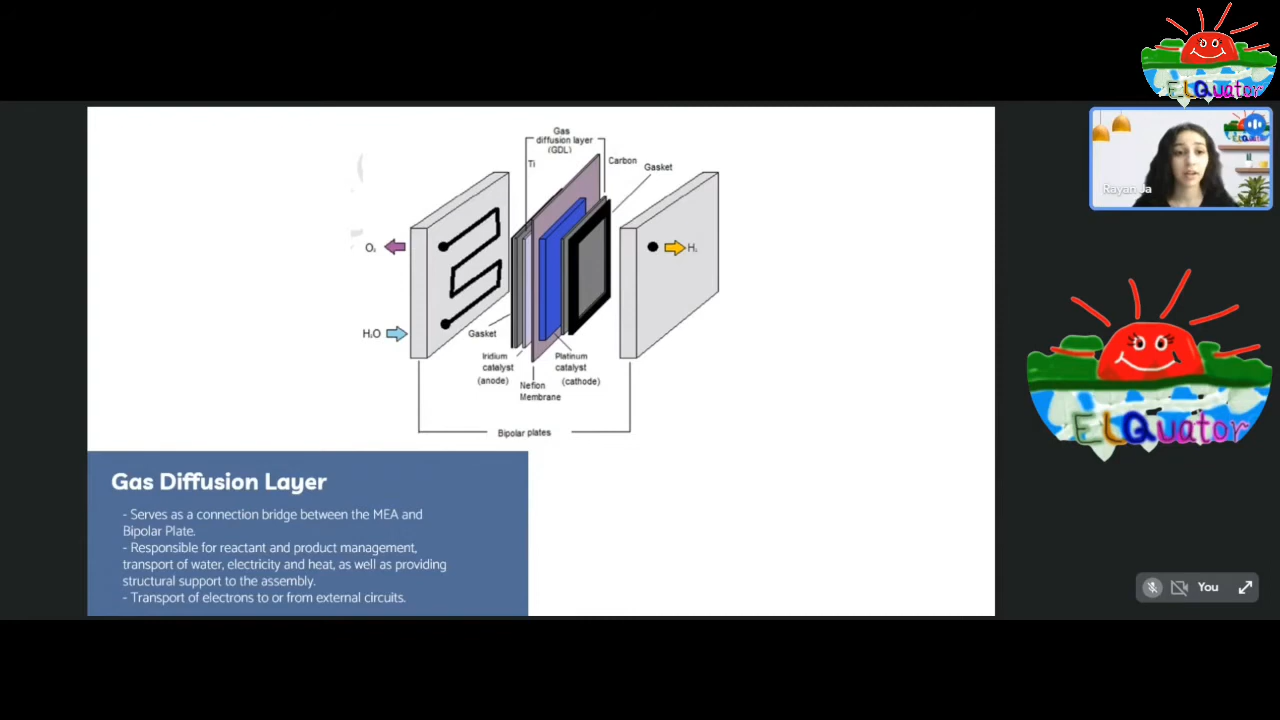 ELQuator
Gas
diffusion layer
(GDL)
Ti
Carbon
Gasket
O₂
H₂
H₂O
Gasket
Iridium
catalyst
(anode)
Platinum
catalyst
(cathode)
Nefion
Membrane
Bipolar plates
ELQuator
Gas Diffusion Layer
- Serves as a connection bridge between the MEA and
Bipolar Plate.
- Responsible for reactant and product management,
transport of water, electricity and heat, as well as providing
structural support to the assembly.
- Transport of electrons to or from external circuits.
You